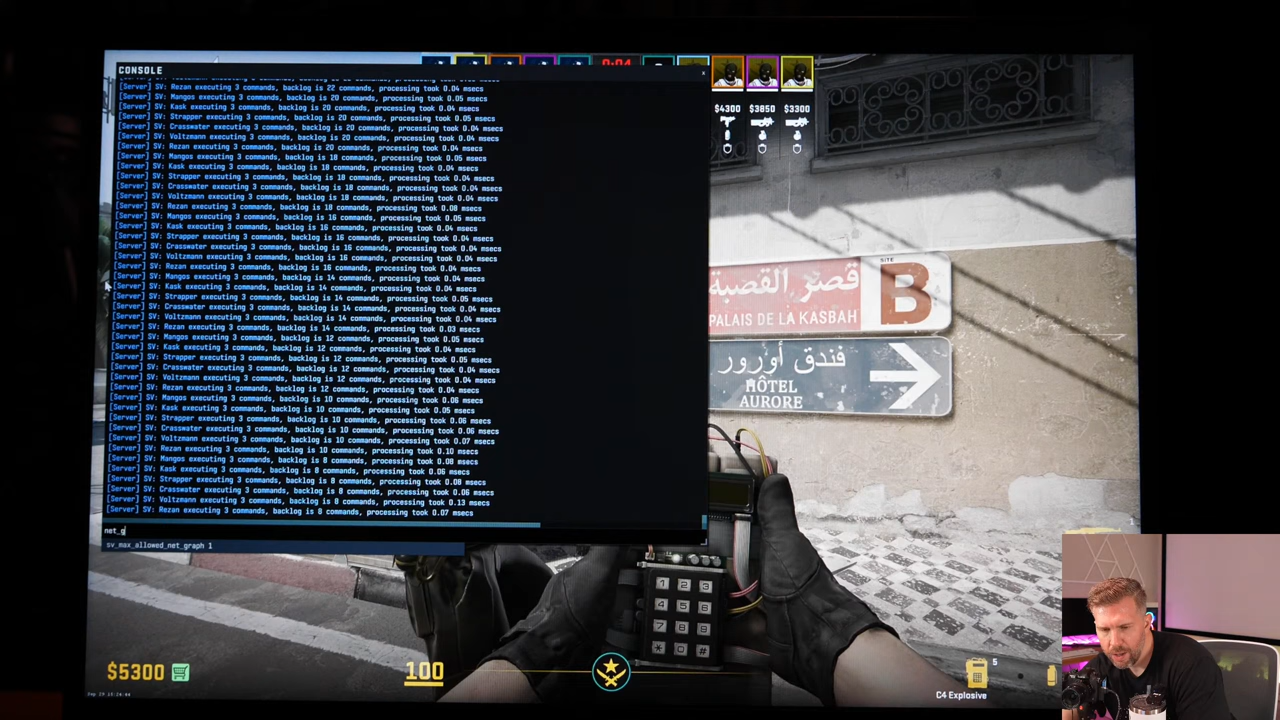 0:04
CONSOLE
[Server] SV: Rezan executing 3 commands, backlog is 22 commands, processing took 0.04 msecs
[Server] SV: Mangos executing 3 commands, backlog is 20 commands, processing took 0.05 msecs
[Server] SV: Kask executing 3 commands, backlog is 20 commands, processing took 0.04 msecs
[Server] SV: Strapper executing 3 commands, backlog is 20 commands, processing took 0.05 msecs
[Server] SV: Crasswater executing 3 commands, backlog is 20 commands, processing took 0.04 msecs
[Server] SV: Voltzmann executing 3 commands, backlog is 20 commands, processing took 0.04 msecs
[Server] SV: Rezan executing 3 commands, backlog is 20 commands, processing took 0.04 msecs
[Server] SV: Mangos executing 3 commands, backlog is 18 commands, processing took 0.05 msecs
[Server] SV: Kask executing 3 commands, backlog is 18 commands, processing took 0.04 msecs
[Server] SV: Strapper executing 3 commands, backlog is 18 commands, processing took 0.04 msecs
[Server] SV: Crasswater executing 3 commands, backlog is 18 commands, processing took 0.04 msecs
[Server] SV: Voltzmann executing 3 commands, backlog is 18 commands, processing took 0.04 msecs
[Server] SV: Rezan executing 3 commands, backlog is 18 commands, processing took 0.08 msecs
[Server] SV: Mangos executing 3 commands, backlog is 16 commands, processing took 0.05 msecs
[Server] SV: Kask executing 3 commands, backlog is 16 commands, processing took 0.04 msecs
[Server] SV: Strapper executing 3 commands, backlog is 16 commands, processing took 0.04 msecs
[Server] SV: Crasswater executing 3 commands, backlog is 16 commands, processing took 0.04 msecs
[Server] SV: Voltzmann executing 3 commands, backlog is 16 commands, processing took 0.04 msecs
[Server] SV: Rezan executing 3 commands, backlog is 16 commands, processing took 0.04 msecs
[Server] SV: Mangos executing 3 commands, backlog is 14 commands, processing took 0.04 msecs
[Server] SV: Kask executing 3 commands, backlog is 14 commands, processing took 0.04 msecs
[Server] SV: Strapper executing 3 commands, backlog is 14 commands, processing took 0.05 msecs
[Server] SV: Crasswater executing 3 commands, backlog is 14 commands, processing took 0.04 msecs
[Server] SV: Voltzmann executing 3 commands, backlog is 14 commands, processing took 0.04 msecs
[Server] SV: Rezan executing 3 commands, backlog is 14 commands, processing took 0.03 msecs
[Server] SV: Mangos executing 3 commands, backlog is 12 commands, processing took 0.05 msecs
[Server] SV: Kask executing 3 commands, backlog is 12 commands, processing took 0.04 msecs
[Server] SV: Strapper executing 3 commands, backlog is 12 commands, processing took 0.05 msecs
[Server] SV: Crasswater executing 3 commands, backlog is 12 commands, processing took 0.04 msecs
[Server] SV: Voltzmann executing 3 commands, backlog is 12 commands, processing took 0.04 msecs
[Server] SV: Rezan executing 3 commands, backlog is 12 commands, processing took 0.04 msecs
[Server] SV: Mangos executing 3 commands, backlog is 10 commands, processing took 0.06 msecs
[Server] SV: Kask executing 3 commands, backlog is 10 commands, processing took 0.05 msecs
[Server] SV: Strapper executing 3 commands, backlog is 10 commands, processing took 0.06 msecs
[Server] SV: Crasswater executing 3 commands, backlog is 10 commands, processing took 0.06 msecs
[Server] SV: Voltzmann executing 3 commands, backlog is 10 commands, processing took 0.07 msecs
[Server] SV: Rezan executing 3 commands, backlog is 10 commands, processing took 0.10 msecs
[Server] SV: Mangos executing 3 commands, backlog is 8 commands, processing took 0.08 msecs
[Server] SV: Kask executing 3 commands, backlog is 8 commands, processing took 0.06 msecs
[Server] SV: Strapper executing 3 commands, backlog is 8 commands, processing took 0.08 msecs
[Server] SV: Crasswater executing 3 commands, backlog is 8 commands, processing took 0.06 msecs
[Server] SV: Voltzmann executing 3 commands, backlog is 8 commands, processing took 0.13 msecs
[Server] SV: Rezan executing 3 commands, backlog is 8 commands, processing took 0.07 msecs
net_g
sv_max_allowed_net_graph 1
$4300 $3850 $3300
قصر القصبة
PALAIS DE LA KASBAH
SITE
B
فندق أورور
HÔTEL
AURORE
1 2 3
4 5 6
7 8 9
* 0 #
$5300
100
5
C4 Explosive